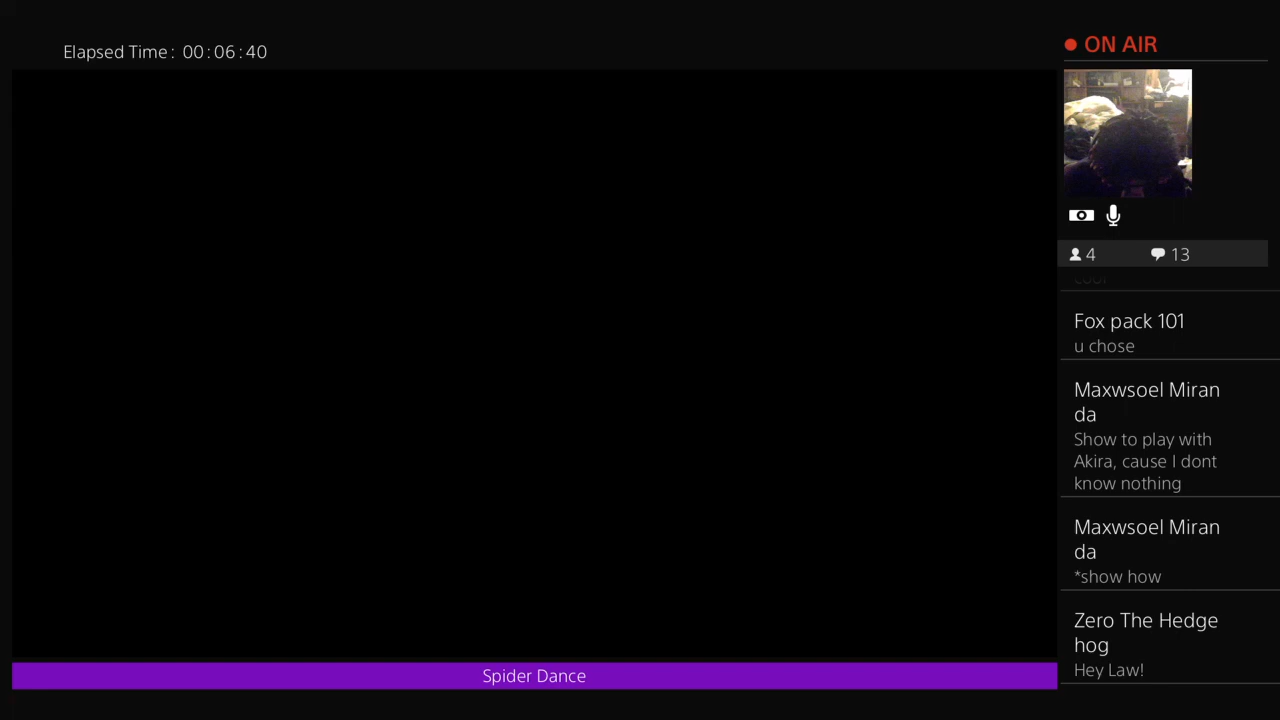 Elapsed Time: 00:06:40
ON AIR
4 13
cool
Fox pack 101
u chose
Maxwsoel Miran
da
Show to play with
Akira, cause I dont
know nothing
Maxwsoel Miran
da
*show how
Zero The Hedge
hog
Hey Law!
Spider Dance